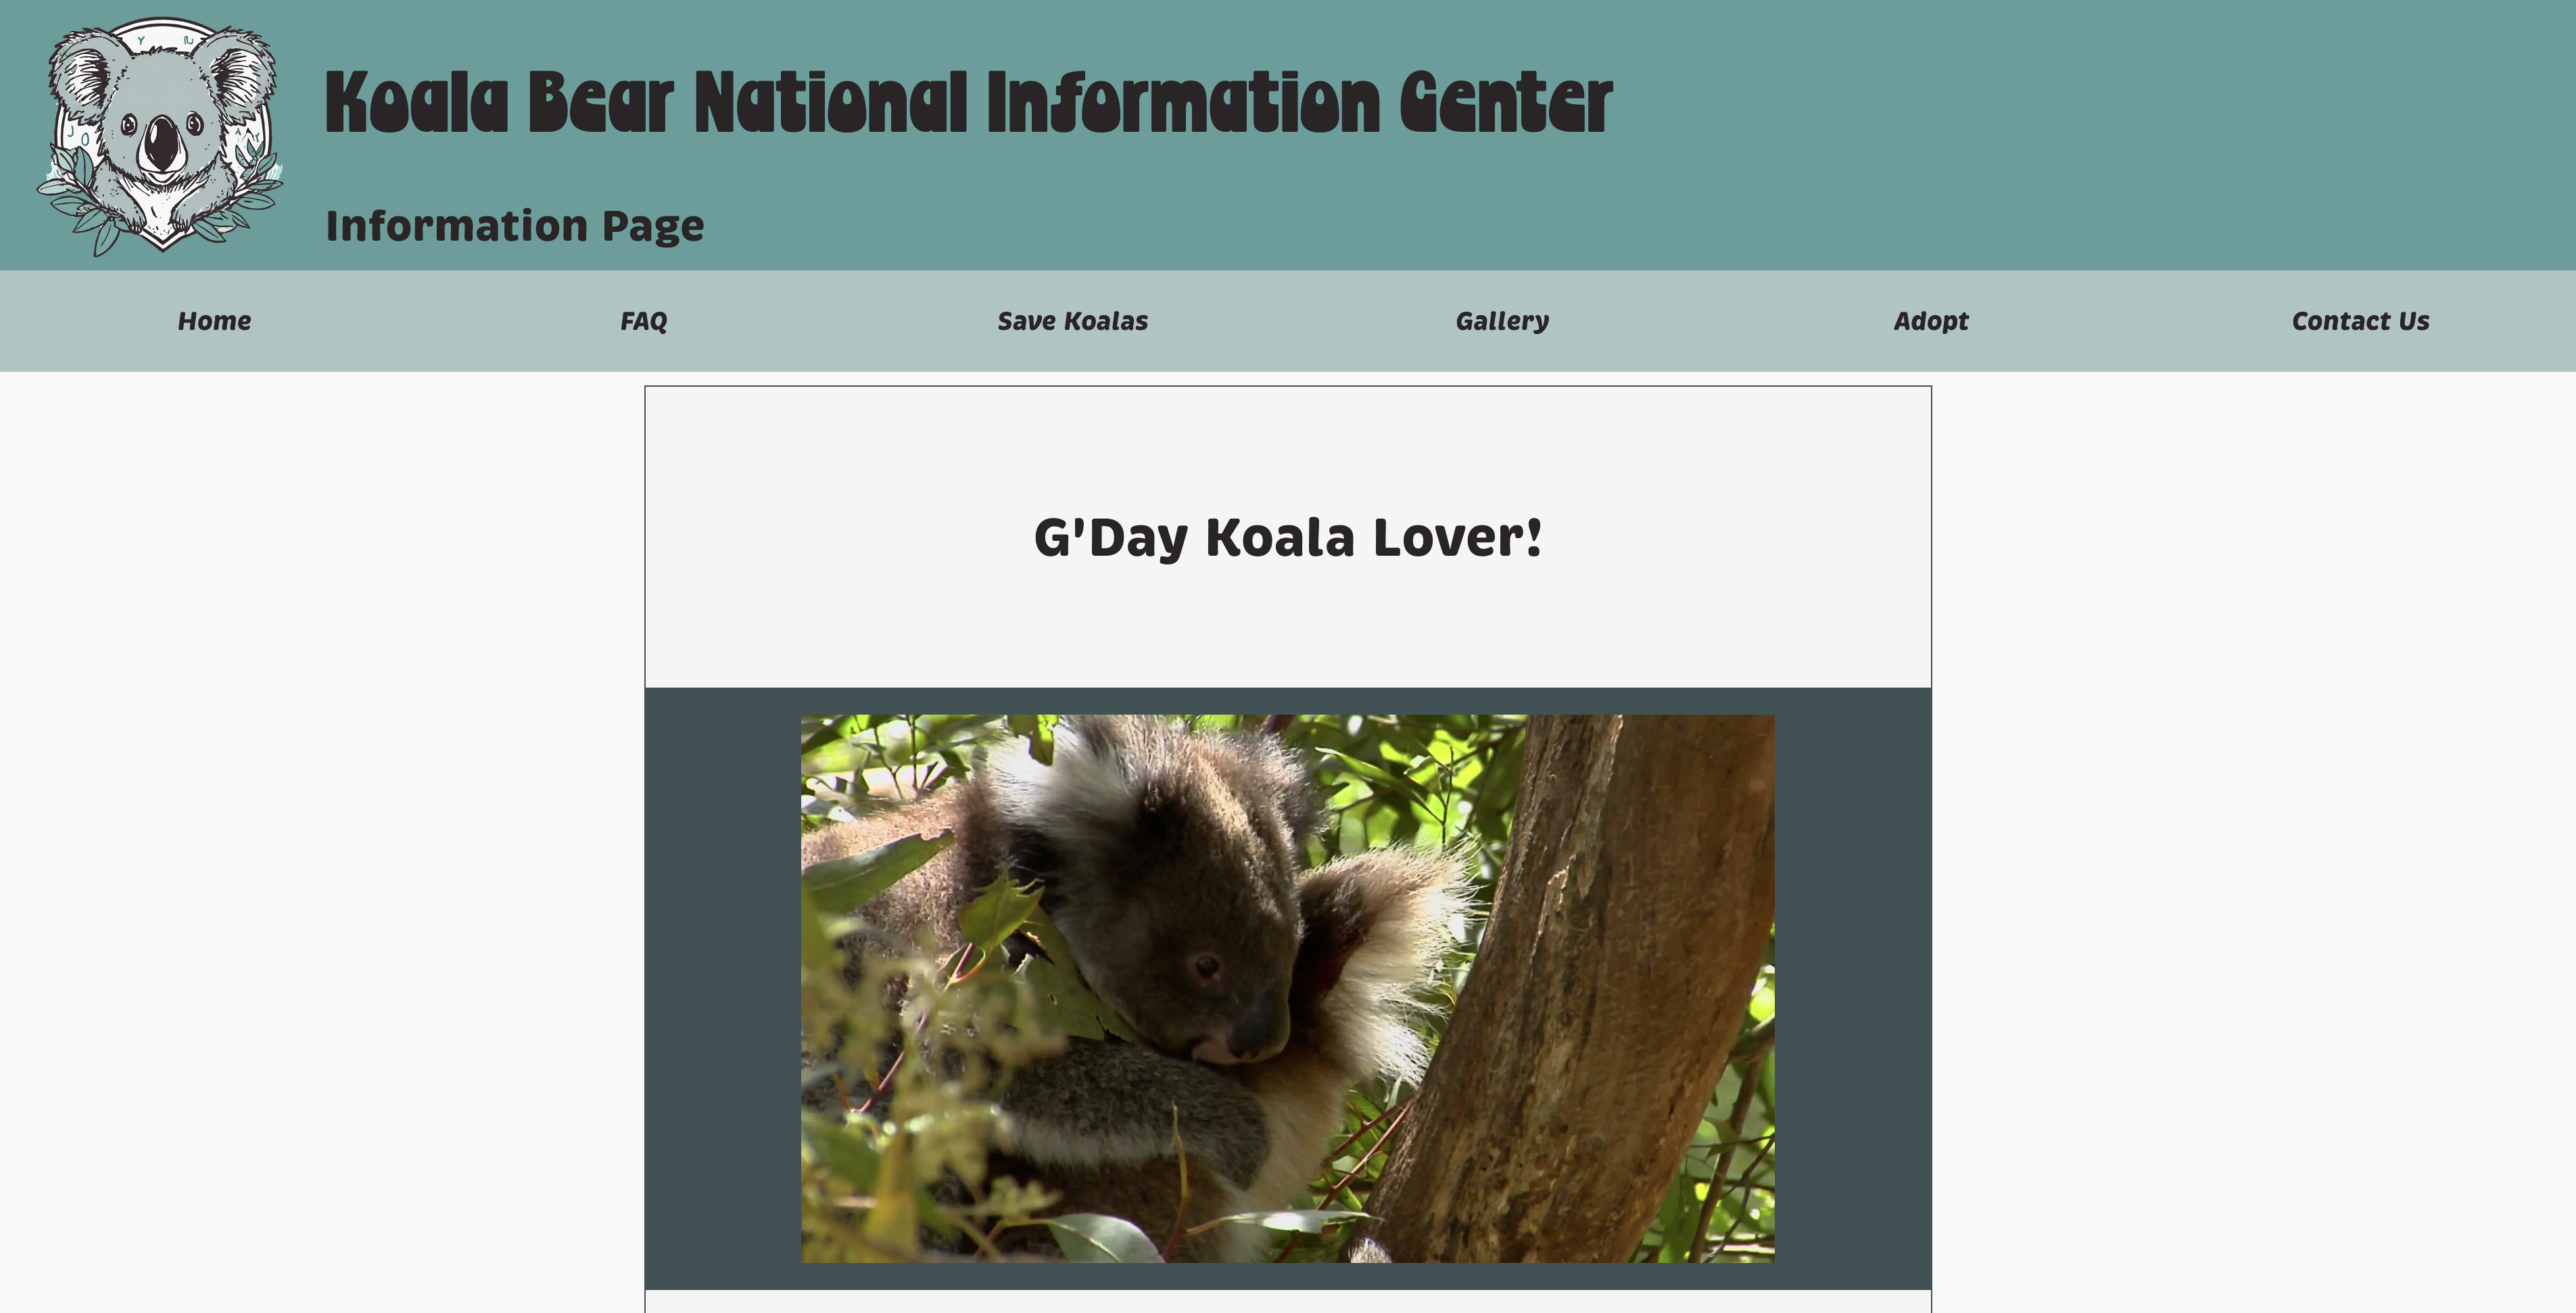 Koala Bear National Information Center
Information Page
Home
FAQ
Save Koalas
Gallery
Adopt
Contact Us
G'Day Koala Lover!